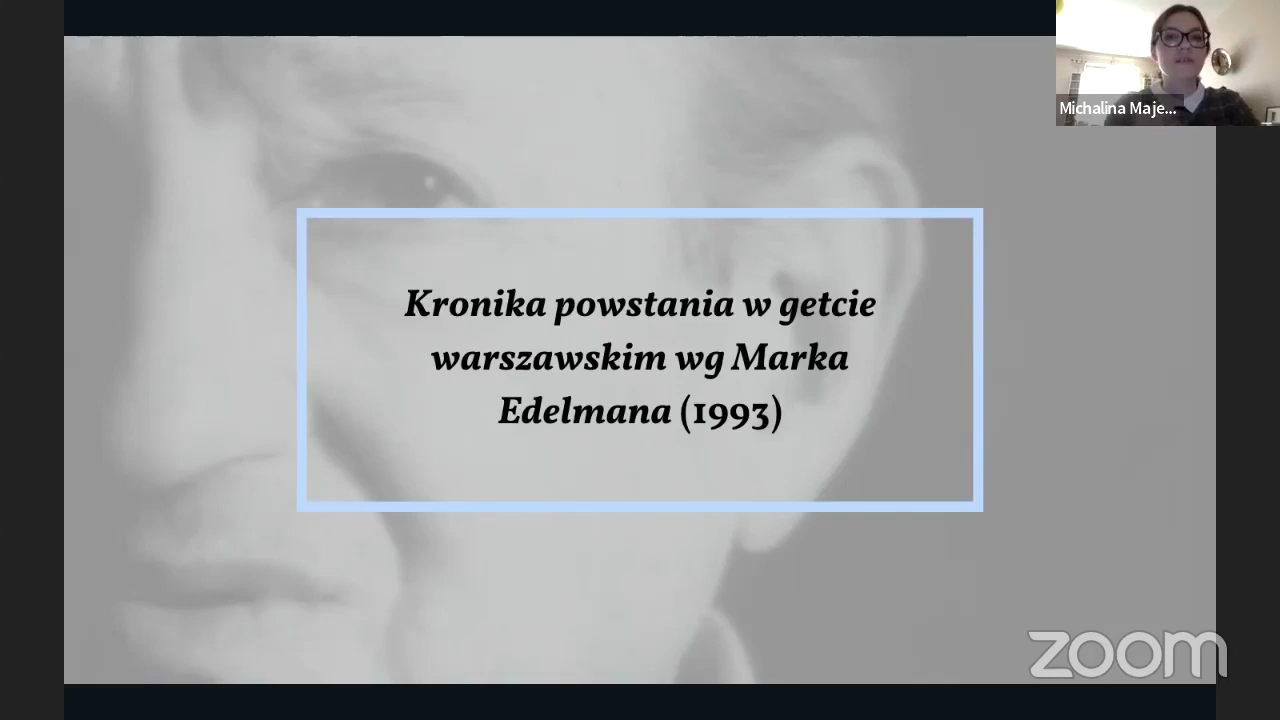 Michalina Maje...
Kronika powstania w getcie
warszawskim wg Marka
Edelmana (1993)
zoom